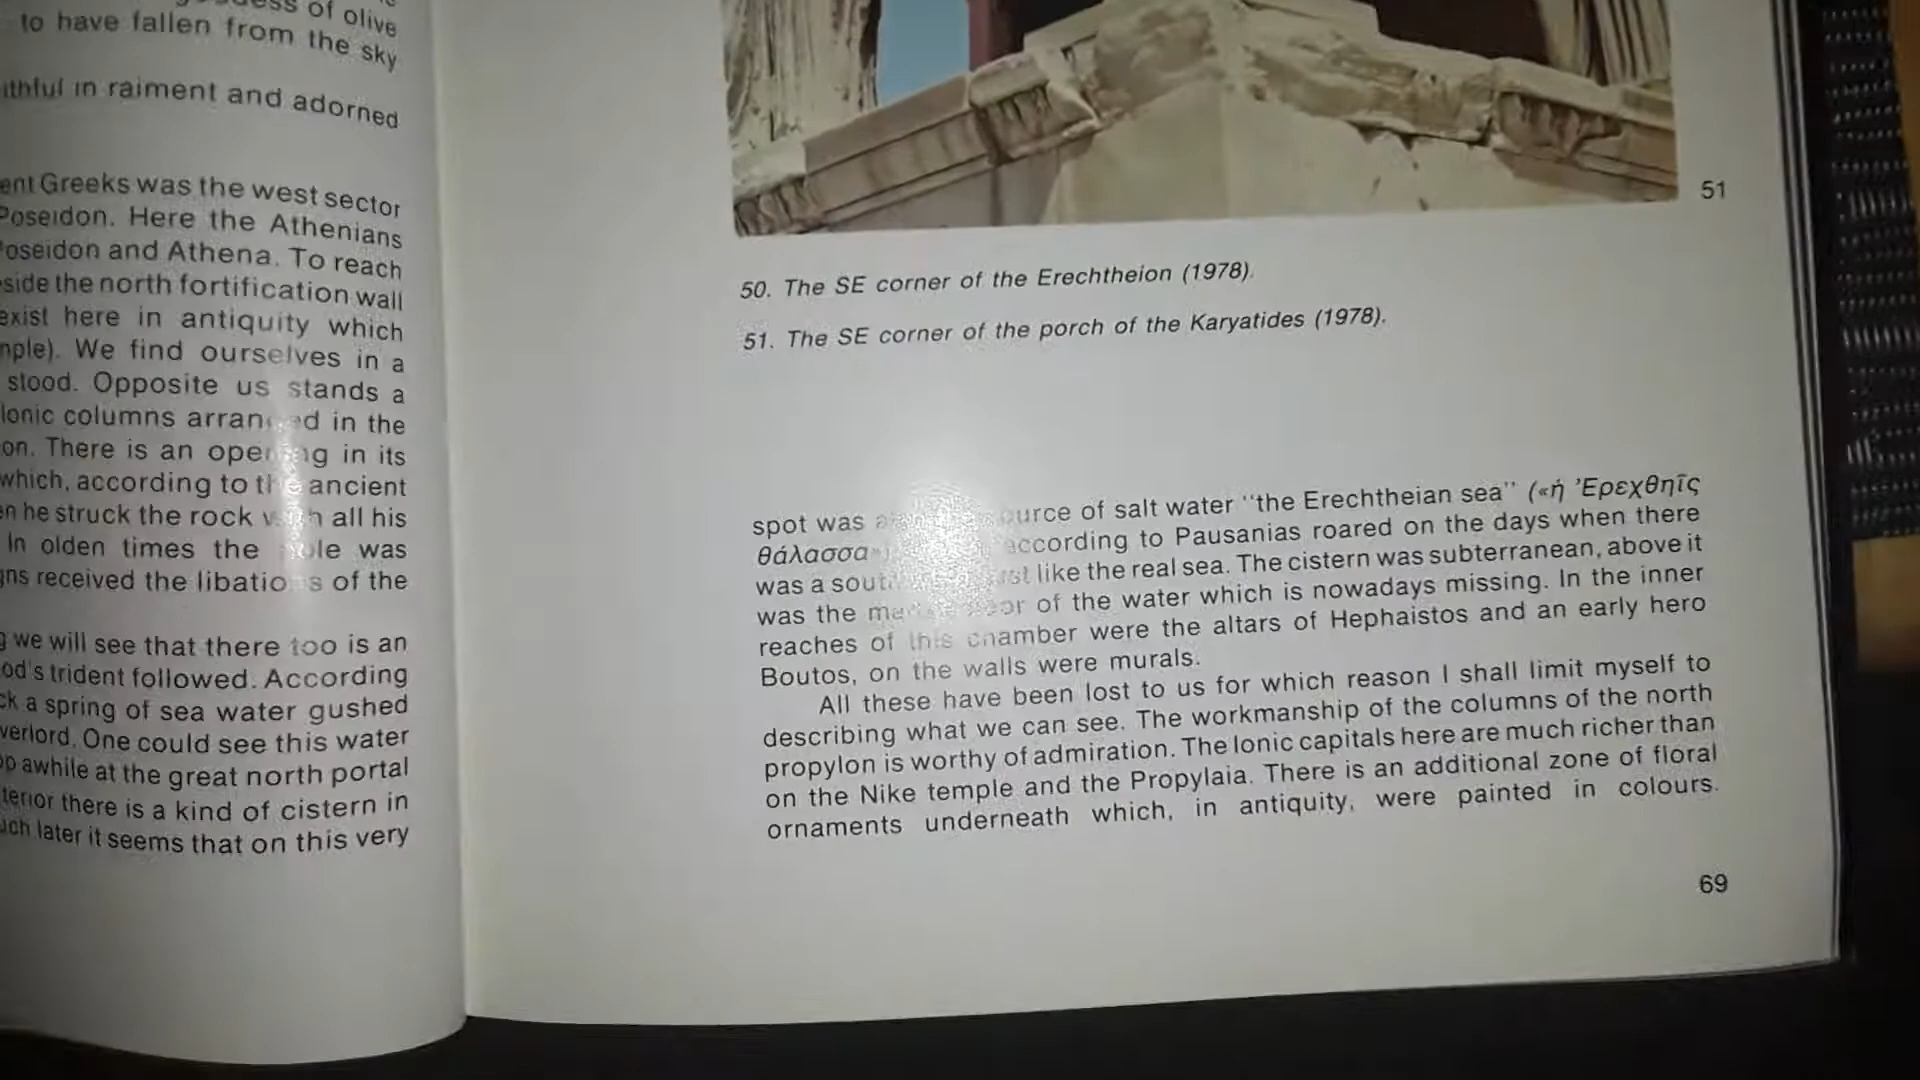 of olive
to have fallen from the sky
in raiment and adorned
Greeks was the west sector
Poseidon. Here the Athenians
Poseidon and Athena. To reach
the north fortification wall
exist here in antiquity which
We find ourselves in a
stood. Opposite us stands a
Ionic columns in the
on. There is an in its
which, according to ancient
he struck the rock all his
In olden times the was
received the of the
we will see that there too is an
god's trident followed. According
a spring of sea water gushed
overlord. One could see this water
awhile at the great north portal
there is a kind of cistern in
later it seems that on this very
51
50. The SE corner of the Erechtheion (1978).
51. The SE corner of the porch of the Karyatides (1978).
spot was of salt water "the Erechtheian sea" («ἡ Ἐρεχθηῒς
θάλασσα» according to Pausanias roared on the days when there
was a like the real sea. The cistern was subterranean, above it
was the of the water which is nowadays missing. In the inner
reaches of this chamber were the altars of Hephaistos and an early hero
Boutos, on the walls were murals.
All these have been lost to us for which reason I shall limit myself to
describing what we can see. The workmanship of the columns of the north
propylon is worthy of admiration. The Ionic capitals here are much richer than
on the Nike temple and the Propylaia. There is an additional zone of floral
ornaments underneath which, in antiquity, were painted in colours.
69